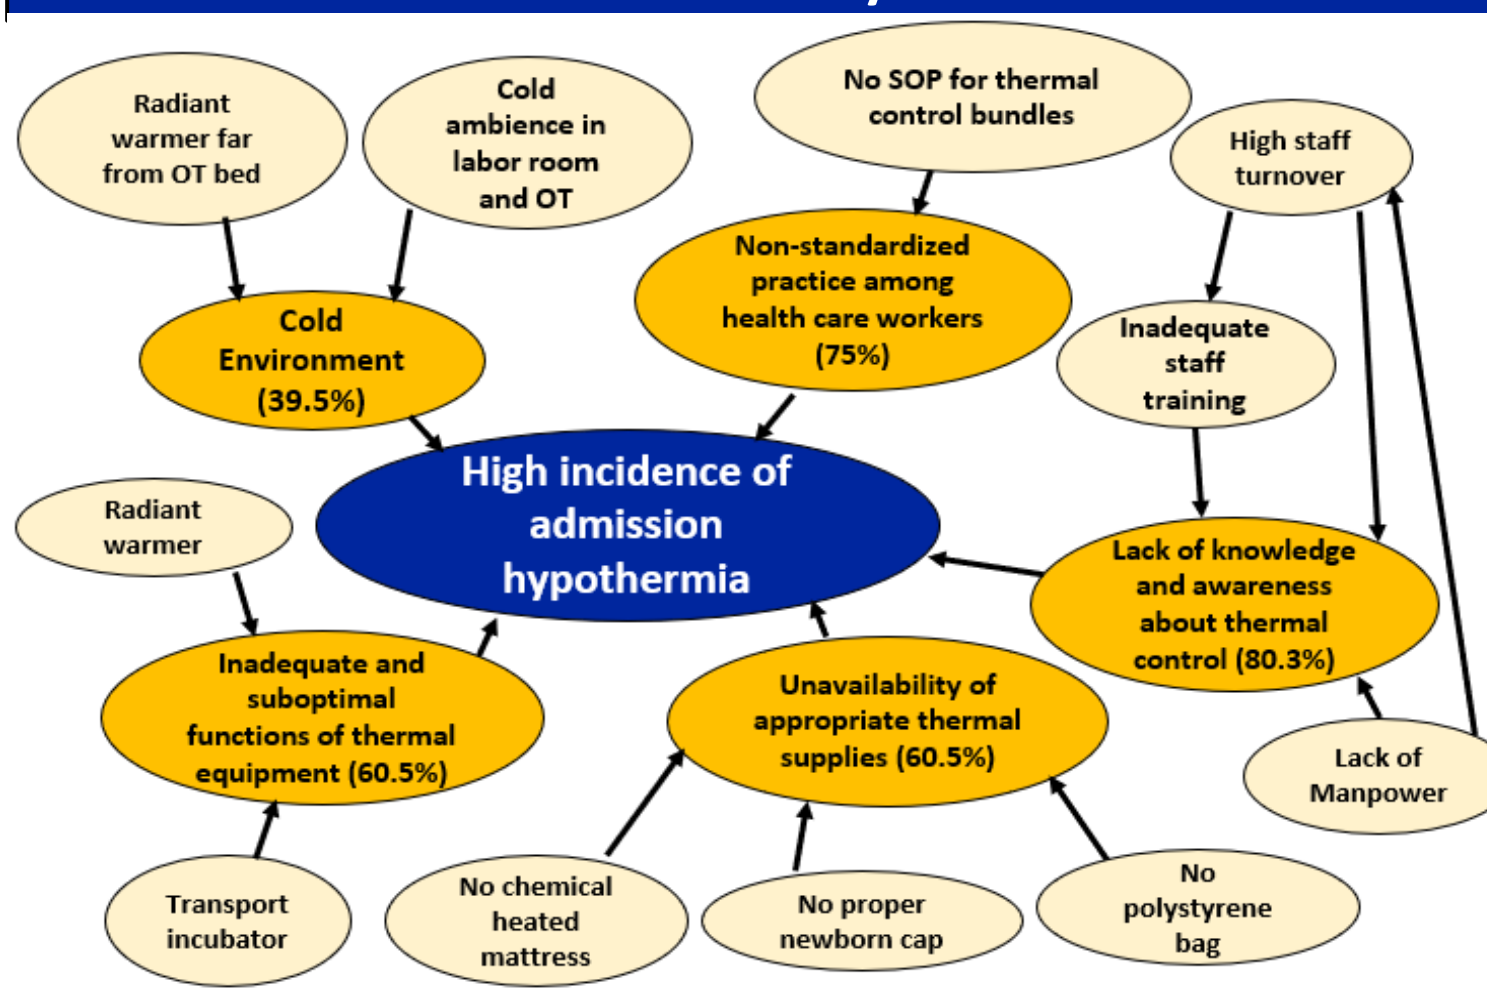 Radiant
warmer far
from OT bed
Cold
ambience in
labor room
and OT
No SOP for thermal
control bundles
High staff
turnover
Cold
Environment
(39.5%)
Non-standardized
practice among
health care workers
(75%)
Inadequate
staff
training
High incidence of
admission
hypothermia
Radiant
warmer
Lack of knowledge
and awareness
about thermal
control (80.3%)
Inadequate and
suboptimal
functions of thermal
equipment (60.5%)
Unavailability of
appropriate thermal
supplies (60.5%)
Lack of
Manpower
Transport
incubator
No chemical
heated
mattress
No proper
newborn cap
No
polystyrene
bag